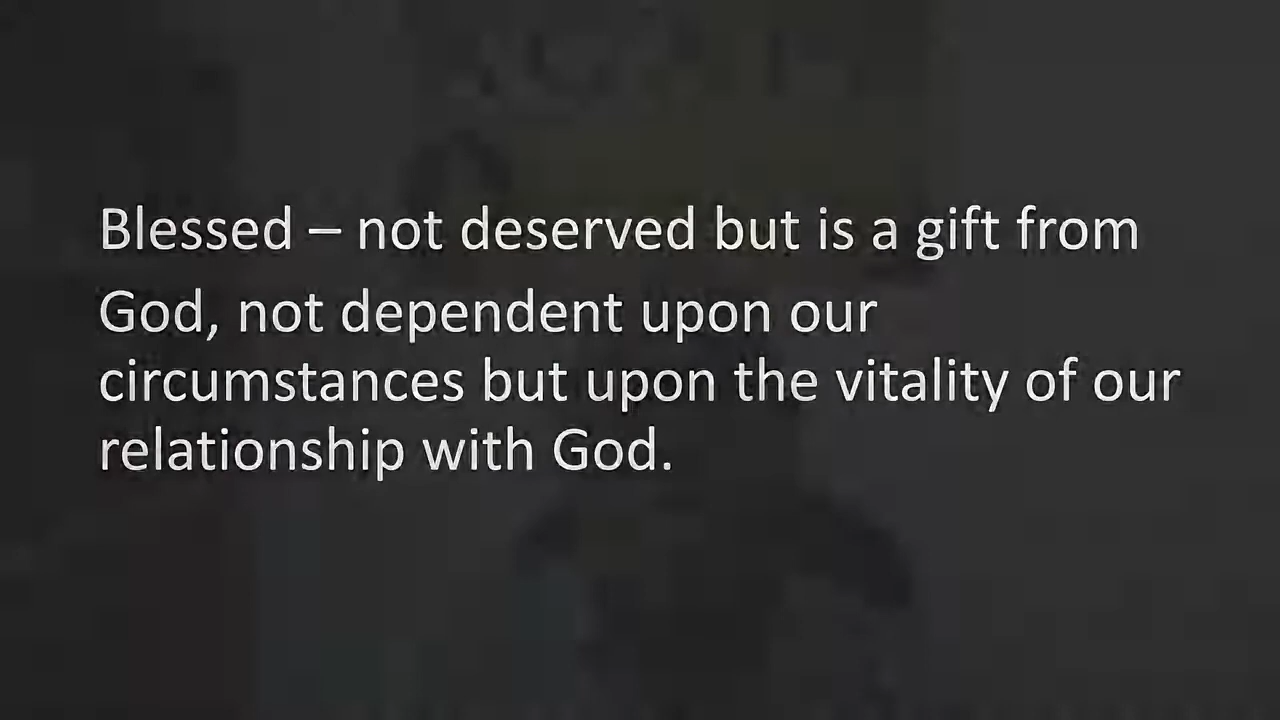 Blessed – not deserved but is a gift from
God, not dependent upon our
circumstances but upon the vitality of our
relationship with God.